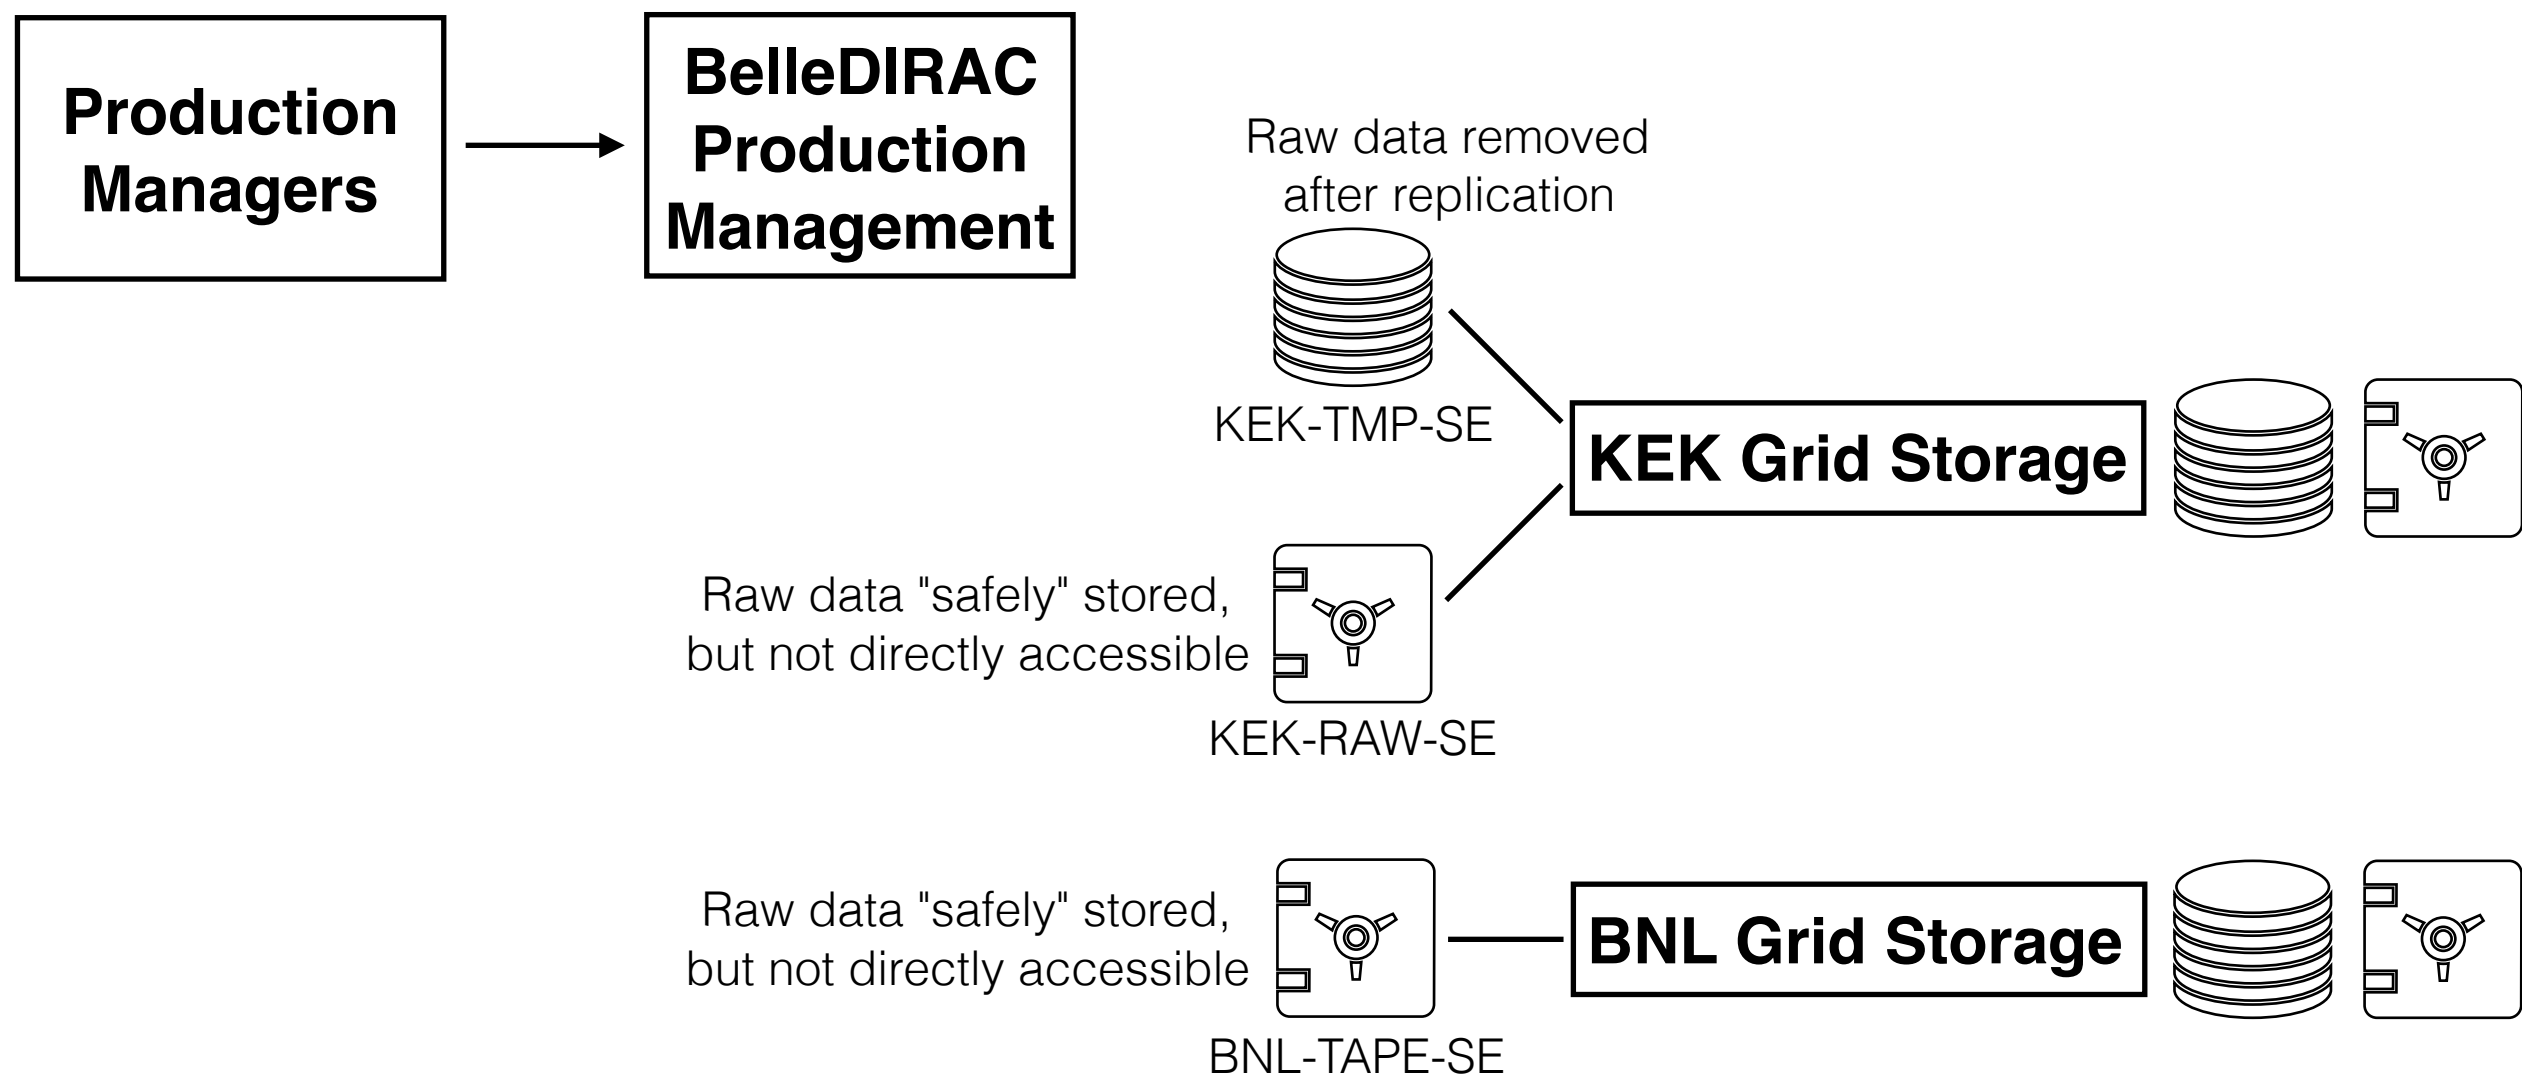 Production
Managers
BelleDIRAC
Production
Management
Raw data removed
after replication
KEK-TMP-SE
KEK Grid Storage
Raw data "safely" stored,
but not directly accessible
KEK-RAW-SE
Raw data "safely" stored,
but not directly accessible
BNL Grid Storage
BNL-TAPE-SE